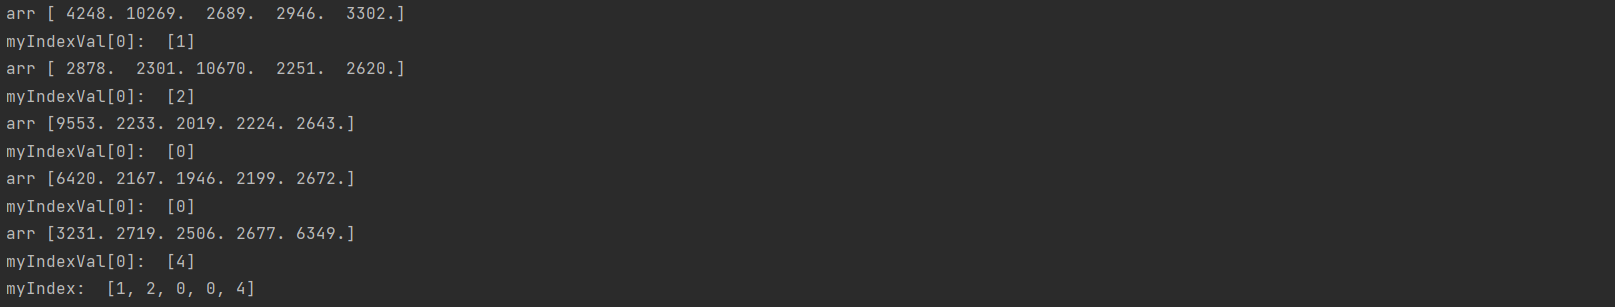 arr [ 4248. 10269.  2689.  2946.  3302.]
myIndexVal[0]:  [1]
arr [ 2878.  2301. 10670.  2251.  2620.]
myIndexVal[0]:  [2]
arr [9553. 2233. 2019. 2224. 2643.]
myIndexVal[0]:  [0]
arr [6420. 2167. 1946. 2199. 2672.]
myIndexVal[0]:  [0]
arr [3231. 2719. 2506. 2677. 6349.]
myIndexVal[0]:  [4]
myIndex:  [1, 2, 0, 0, 4]